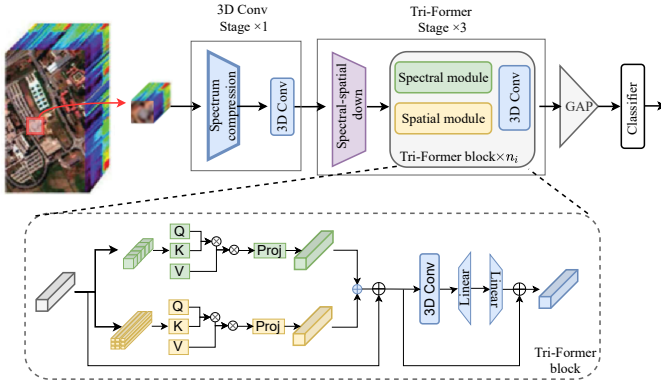 3D Conv
Stage ×1
Tri-Former
Stage ×3
Spectrum
compression
3D Conv
Spectral-spatial
down
Spectral module
Spatial module
3D Conv
Tri-Former block×nᵢ
GAP
Classifier
Q
K
V
Proj
Q
K
V
Proj
3D Conv
Linear
Linear
Tri-Former
block